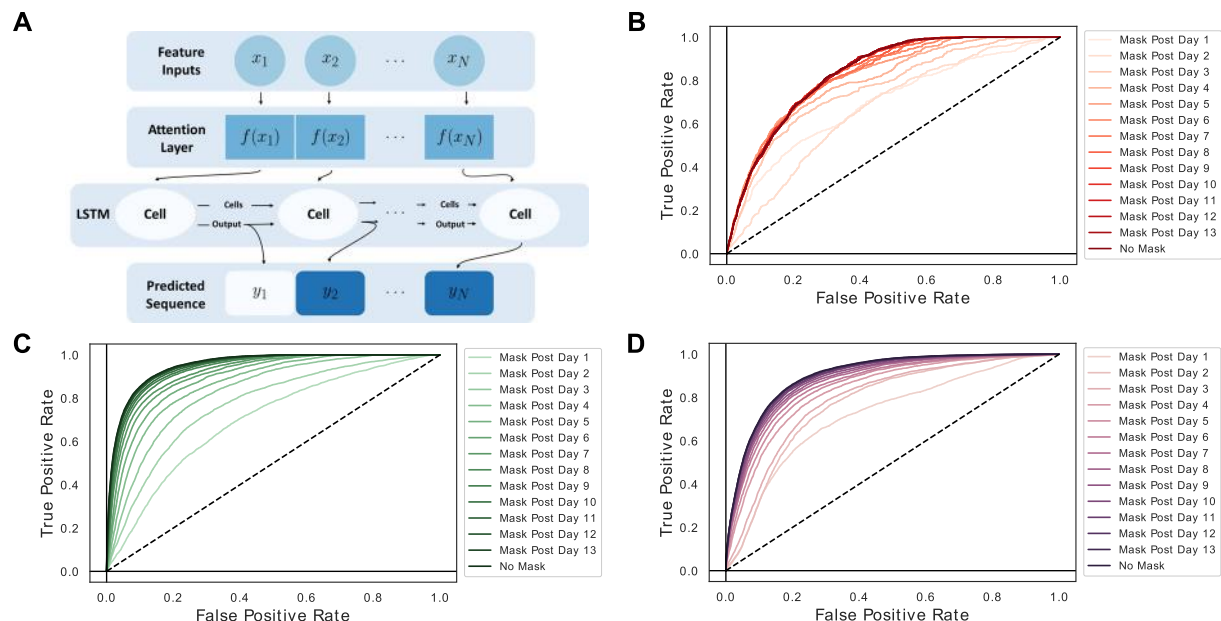 A
Feature
Inputs
x1
x2
· · ·
xN
Attention
Layer
f(x1)
f(x2)
· · ·
f(xN)
LSTM
Cell
Cells
Output
Cell
· · ·
Cells
Output
Cell
Predicted
Sequence
y1
y2
· · ·
yN
B
True Positive Rate
1.0
0.8
0.6
0.4
0.2
0.0
0.0
0.2
0.4
0.6
0.8
1.0
False Positive Rate
Mask Post Day 1
Mask Post Day 2
Mask Post Day 3
Mask Post Day 4
Mask Post Day 5
Mask Post Day 6
Mask Post Day 7
Mask Post Day 8
Mask Post Day 9
Mask Post Day 10
Mask Post Day 11
Mask Post Day 12
Mask Post Day 13
No Mask
C
True Positive Rate
1.0
0.8
0.6
0.4
0.2
0.0
0.0
0.2
0.4
0.6
0.8
1.0
False Positive Rate
Mask Post Day 1
Mask Post Day 2
Mask Post Day 3
Mask Post Day 4
Mask Post Day 5
Mask Post Day 6
Mask Post Day 7
Mask Post Day 8
Mask Post Day 9
Mask Post Day 10
Mask Post Day 11
Mask Post Day 12
Mask Post Day 13
No Mask
D
True Positive Rate
1.0
0.8
0.6
0.4
0.2
0.0
0.0
0.2
0.4
0.6
0.8
1.0
False Positive Rate
Mask Post Day 1
Mask Post Day 2
Mask Post Day 3
Mask Post Day 4
Mask Post Day 5
Mask Post Day 6
Mask Post Day 7
Mask Post Day 8
Mask Post Day 9
Mask Post Day 10
Mask Post Day 11
Mask Post Day 12
Mask Post Day 13
No Mask